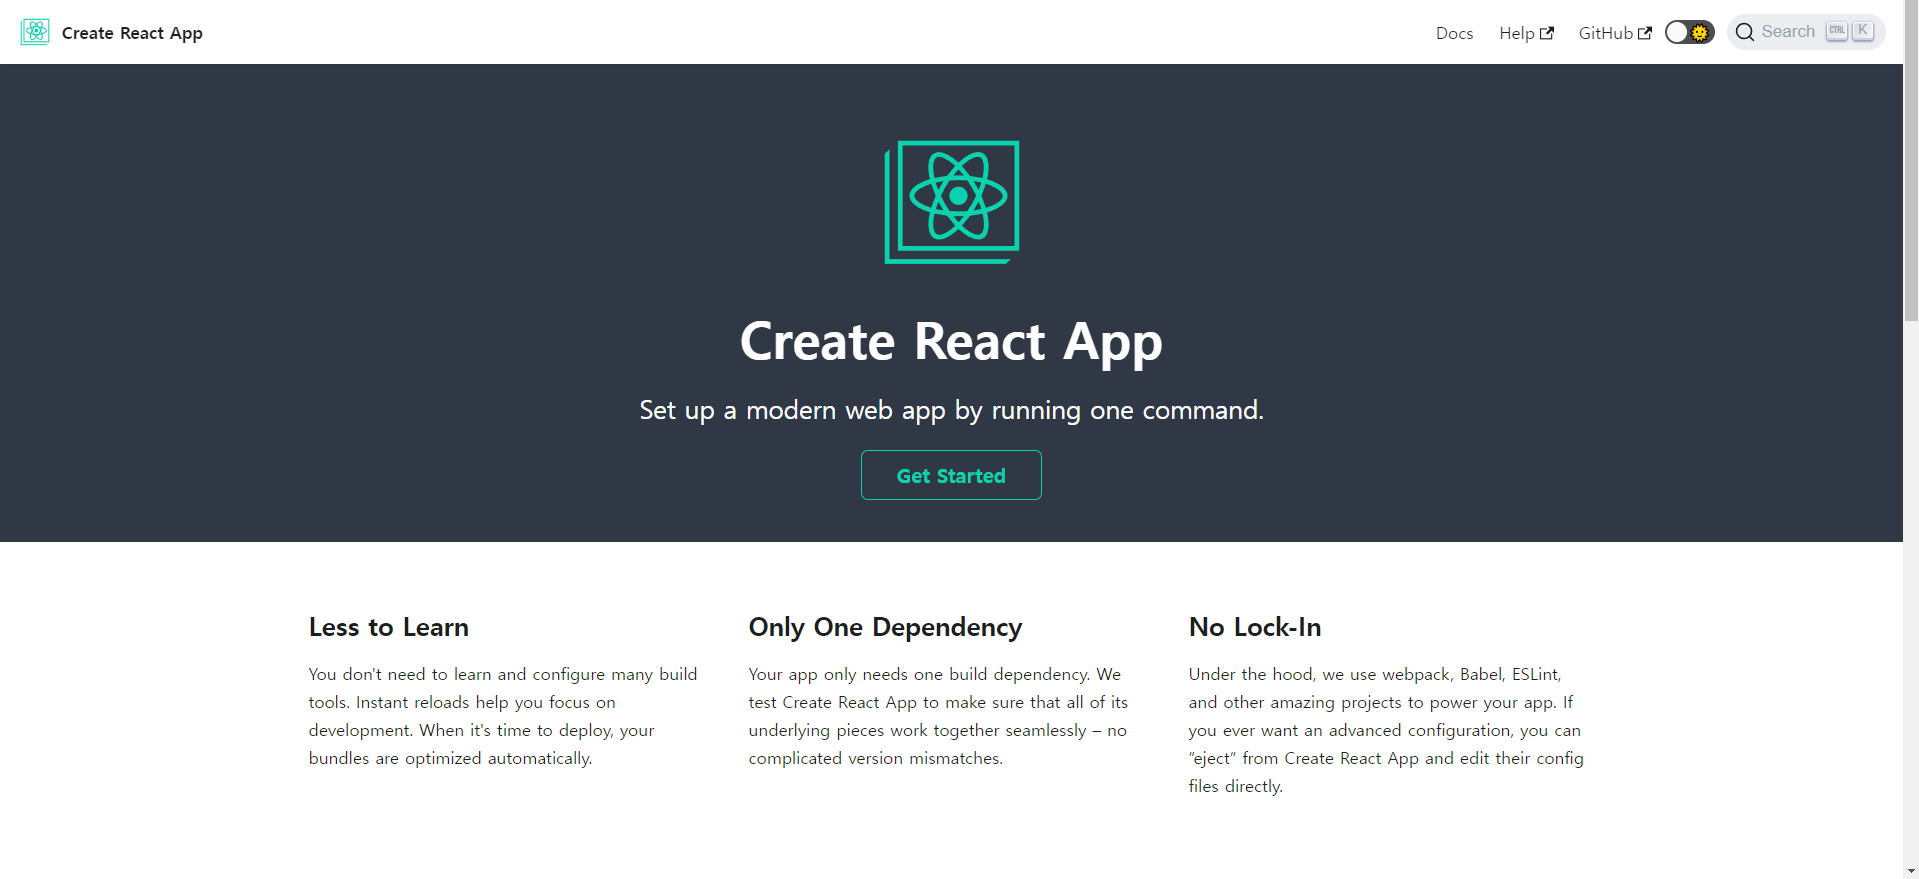 Create React App
Docs
Help
GitHub
Search
CTRL
K
Create React App
Set up a modern web app by running one command.
Get Started
Less to Learn
You don't need to learn and configure many build
tools. Instant reloads help you focus on
development. When it's time to deploy, your
bundles are optimized automatically.
Only One Dependency
Your app only needs one build dependency. We
test Create React App to make sure that all of its
underlying pieces work together seamlessly – no
complicated version mismatches.
No Lock-In
Under the hood, we use webpack, Babel, ESLint,
and other amazing projects to power your app. If
you ever want an advanced configuration, you can
"eject" from Create React App and edit their config
files directly.